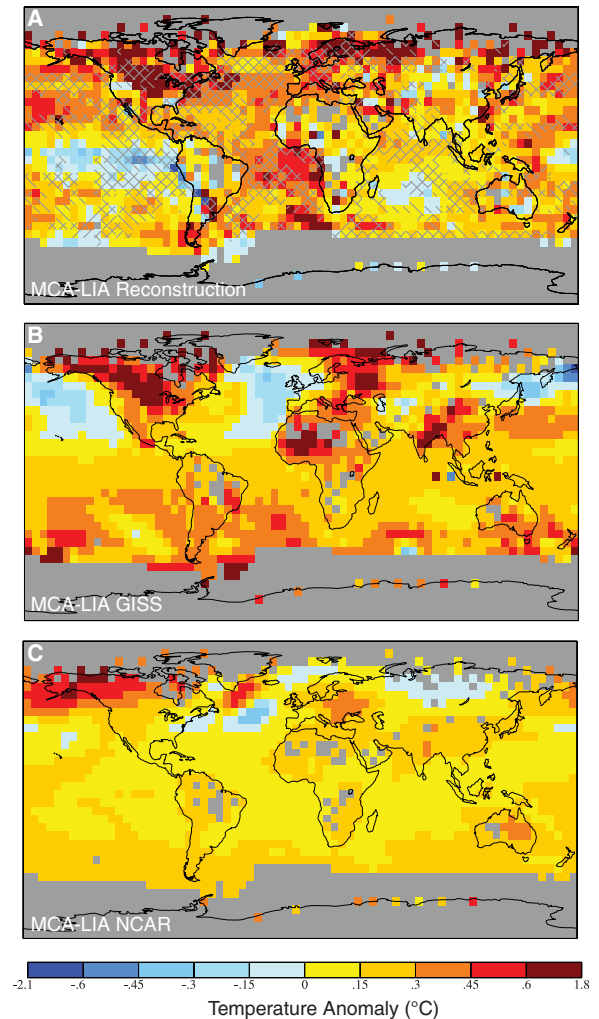 A
MCA-LIA Reconstruction
B
MCA-LIA GISS
C
MCA-LIA NCAR
-2.1 -.6 -.45 -.3 -0.15 0 .15 .3 .45 .6 1.8
Temperature Anomaly (°C)